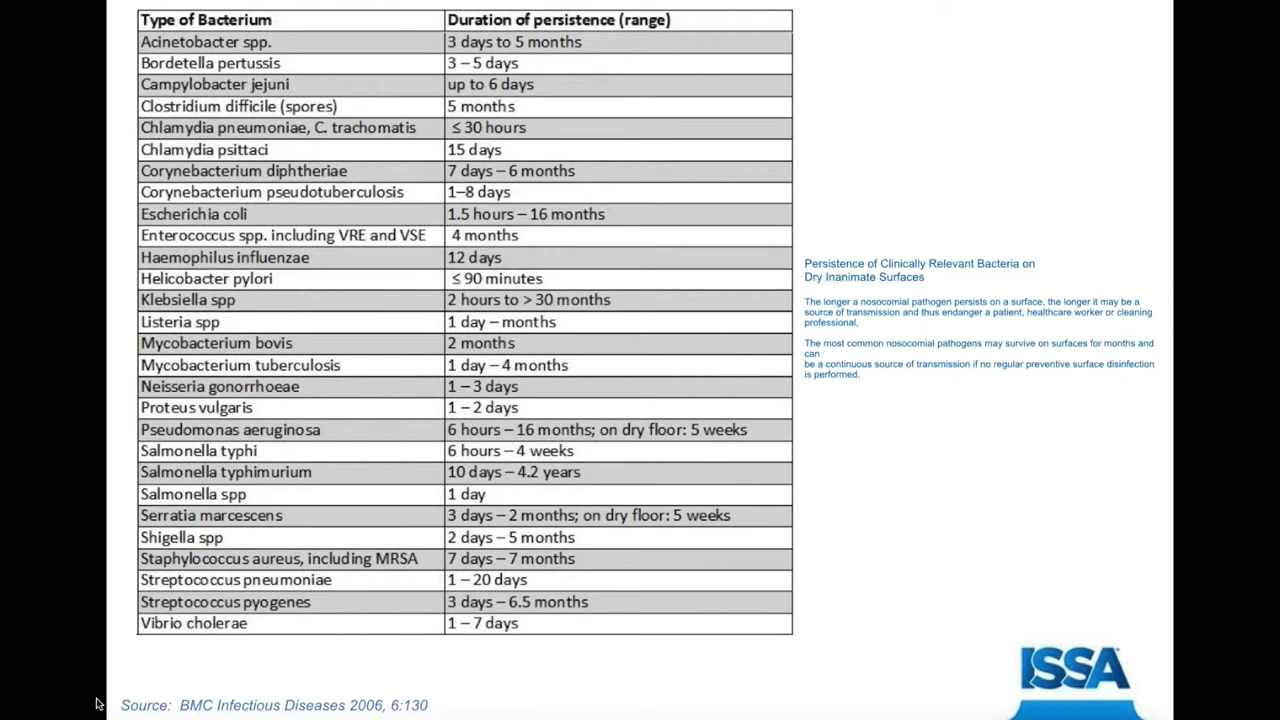 Type of Bacterium Duration of persistence (range)
Acinetobacter spp. 3 days to 5 months
Bordetella pertussis 3 – 5 days
Campylobacter jejuni up to 6 days
Clostridium difficile (spores) 5 months
Chlamydia pneumoniae, C. trachomatis ≤ 30 hours
Chlamydia psittaci 15 days
Corynebacterium diphtheriae 7 days – 6 months
Corynebacterium pseudotuberculosis 1–8 days
Escherichia coli 1.5 hours – 16 months
Enterococcus spp. including VRE and VSE 4 months
Haemophilus influenzae 12 days
Helicobacter pylori ≤ 90 minutes
Klebsiella spp 2 hours to > 30 months
Listeria spp 1 day – months
Mycobacterium bovis 2 months
Mycobacterium tuberculosis 1 day – 4 months
Neisseria gonorrhoeae 1 – 3 days
Proteus vulgaris 1 – 2 days
Pseudomonas aeruginosa 6 hours – 16 months; on dry floor: 5 weeks
Salmonella typhi 6 hours – 4 weeks
Salmonella typhimurium 10 days – 4.2 years
Salmonella spp 1 day
Serratia marcescens 3 days – 2 months; on dry floor: 5 weeks
Shigella spp 2 days – 5 months
Staphylococcus aureus, including MRSA 7 days – 7 months
Streptococcus pneumoniae 1 – 20 days
Streptococcus pyogenes 3 days – 6.5 months
Vibrio cholerae 1 – 7 days
Persistence of Clinically Relevant Bacteria on
Dry Inanimate Surfaces
The longer a nosocomial pathogen persists on a surface, the longer it may be a
source of transmission and thus endanger a patient, healthcare worker or cleaning
professional,
The most common nosocomial pathogens may survive on surfaces for months and
can
be a continuous source of transmission if no regular preventive surface disinfection
is performed.
ISSA
Source: BMC Infectious Diseases 2006, 6:130